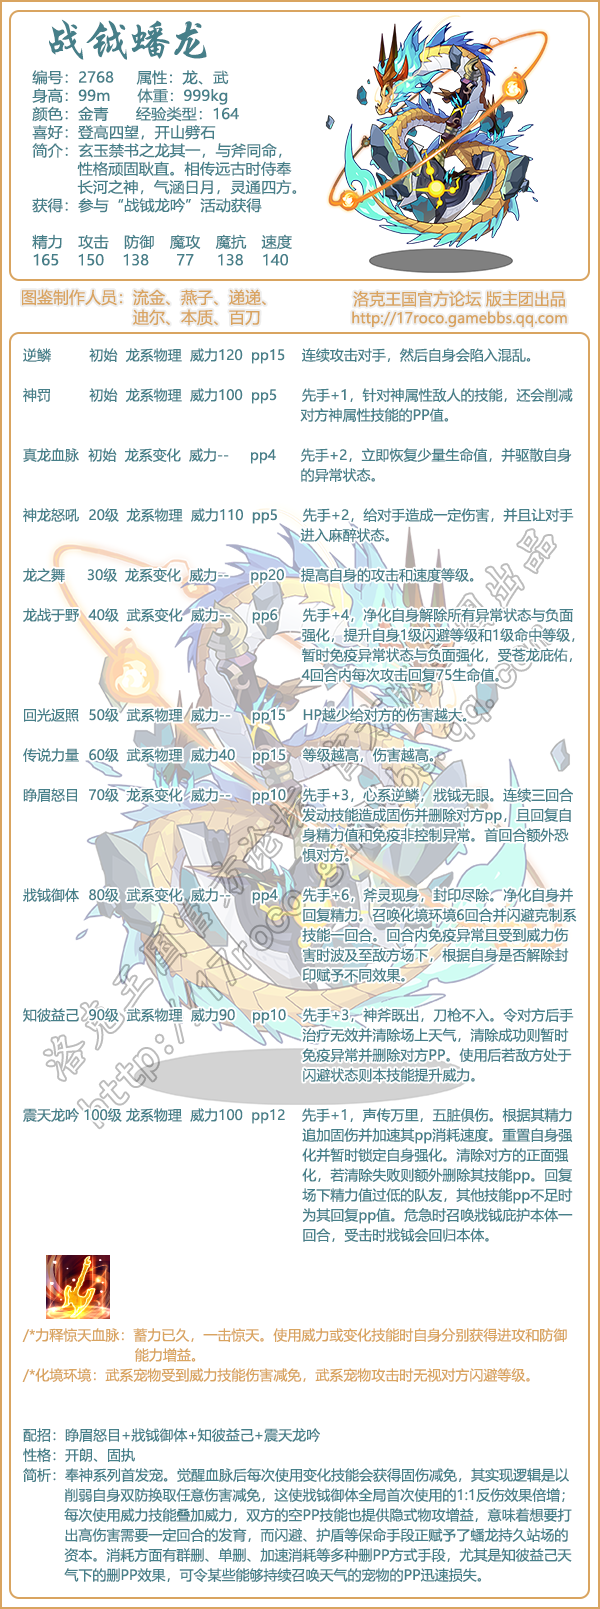 战钺蟠龙
编号：2768 属性：龙、武
身高：99m 体重：999kg
颜色：金青 经验类型：164
喜好：登高四望，开山劈石
简介：玄玉禁书之龙其一，与斧同命，
性格顽固耿直。相传远古时侍奉
长河之神，气涵日月，灵通四方。
获得：参与“战钺龙吟”活动获得
精力 攻击 防御 魔攻 魔抗 速度
165 150 138 77 138 140
图鉴制作人员：流金、燕子、递递、
迪尔、本质、百刀
洛克王国官方论坛 版主团出品
http://17roco.gamebbs.qq.com
逆鳞 初始 龙系物理 威力120 pp15 连续攻击对手，然后自身会陷入混乱。
神罚 初始 龙系物理 威力100 pp5 先手+1，针对神属性敌人的技能，还会削减
对方神属性技能的PP值。
真龙血脉 初始 龙系变化 威力-- pp4 先手+2，立即恢复少量生命值，并驱散自身
的异常状态。
神龙怒吼 20级 龙系物理 威力110 pp5 先手+2，给对手造成一定伤害，并且让对手
进入麻醉状态。
龙之舞 30级 龙系变化 威力-- pp20 提高自身的攻击和速度等级。
龙战于野 40级 武系变化 威力-- pp6 先手+4，净化自身解除所有异常状态与负面
强化，提升自身1级闪避等级和1级命中等级，
暂时免疫异常状态与负面强化，受苍龙庇佑，
4回合内每次攻击回复75生命值。
回光返照 50级 武系物理 威力-- pp15 HP越少给对方的伤害越大。
传说力量 60级 武系物理 威力40 pp15 等级越高，伤害越高。
睁眉怒目 70级 龙系变化 威力-- pp10 先手+3，心系逆鳞，戕钺无眼。连续三回合
发动技能造成固伤并删除对方pp，且回复自
身精力值和免疫非控制异常。首回合额外恐
惧对方。
戕钺御体 80级 武系变化 威力-- pp4 先手+6，斧灵现身，封印尽除。净化自身并
回复精力。召唤化境环境6回合并闪避克制系
技能一回合。回合内免疫异常且受到威力伤
害时波及至敌方场下，根据自身是否解除封
印赋予不同效果。
知彼益己 90级 武系物理 威力90 pp10 先手+3，神斧既出，刀枪不入。令对方后手
治疗无效并清除场上天气，清除成功则暂时
免疫异常并删除对方PP。使用后若敌方处于
闪避状态则本技能提升威力。
震天龙吟 100级 龙系物理 威力100 pp12 先手+1，声传万里，五脏俱伤。根据其精力
追加固伤并加速其pp消耗速度。重置自身强
化并暂时锁定自身强化。清除对方的正面强
化，若清除失败则额外删除其技能pp。回复
场下精力值过低的队友，其他技能pp不足时
为其回复pp值。危急时召唤戕钺庇护本体一
回合，受击时戕钺会回归本体。
/*力释惊天血脉：蓄力已久，一击惊天。使用威力或变化技能时自身分别获得进攻和防御
能力增益。
/*化境环境：武系宠物受到威力技能伤害减免，武系宠物攻击时无视对方闪避等级。
配招：睁眉怒目+戕钺御体+知彼益己+震天龙吟
性格：开朗、固执
简析：奉神系列首发宠。觉醒血脉后每次使用变化技能会获得固伤减免，其实现逻辑是以
削弱自身双防换取任意伤害减免，这使戕钺御体全局首次使用的1:1反伤效果倍增；
每次使用威力技能叠加威力，双方的空PP技能也提供隐式物攻增益，意味着想要打
出高伤害需要一定回合的发育，而闪避、护盾等保命手段正赋予了蟠龙持久站场的
资本。消耗方面有群删、单删、加速消耗等多种删PP方式手段，尤其是知彼益己天
气下的删PP效果，可令某些能够持续召唤天气的宠物的PP迅速损失。
洛克王国官方论坛 版主团出品
http://17roco.gamebbs.qq.com